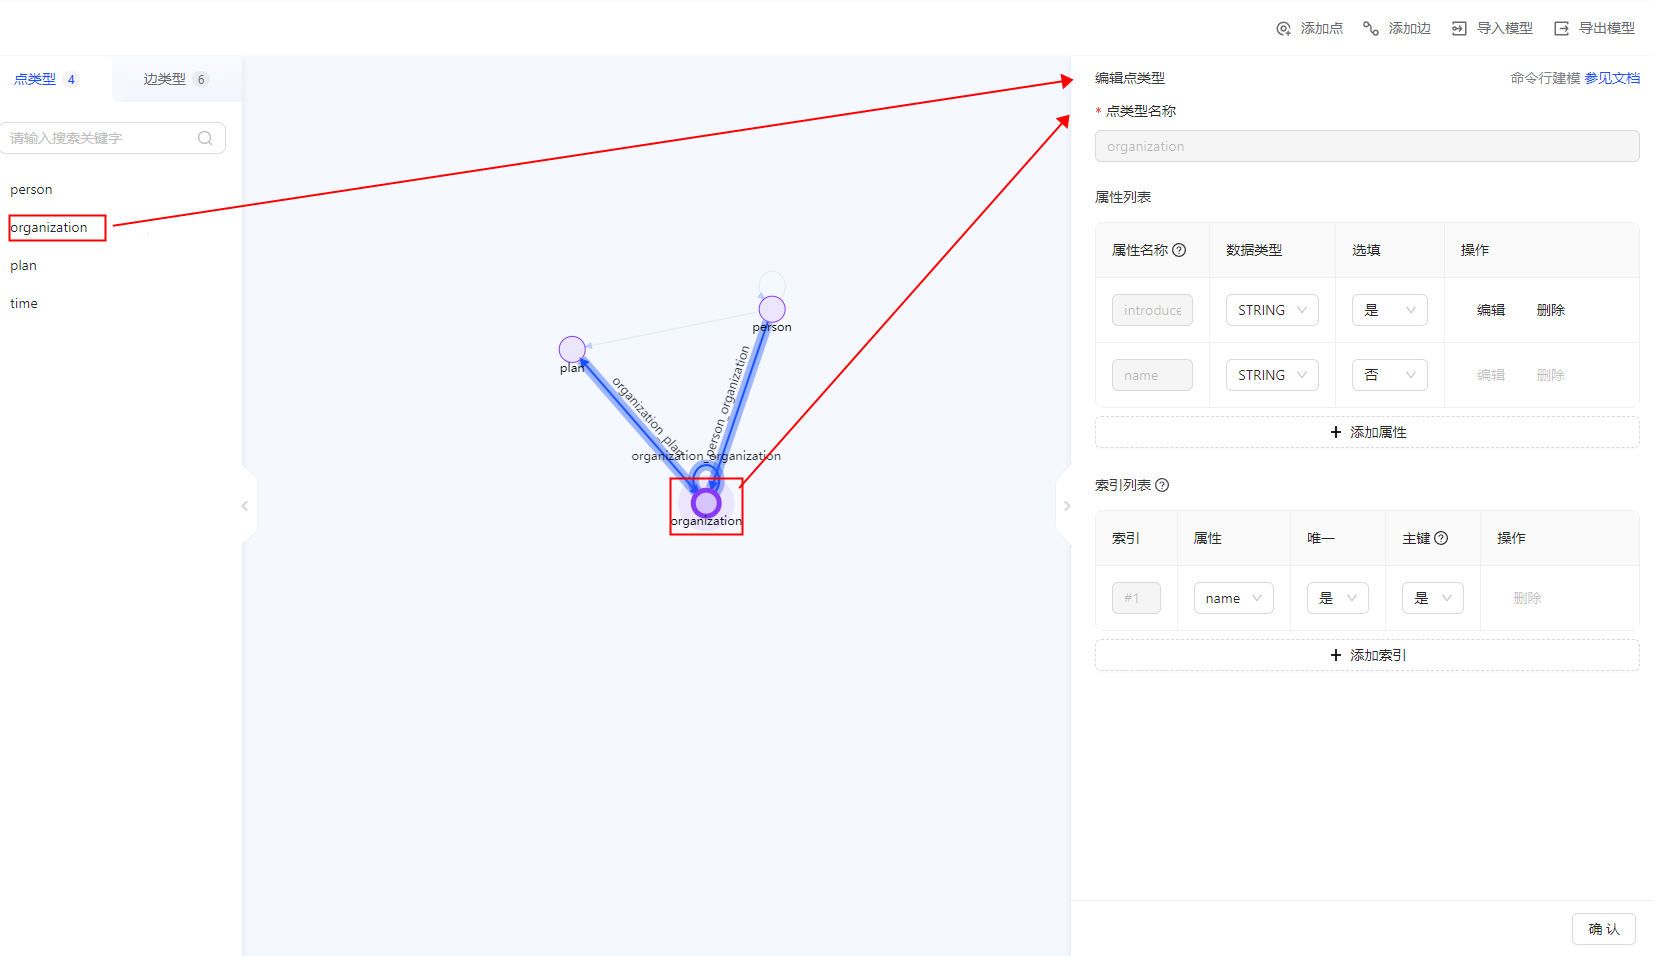 添加点 添加边 导入模型 导出模型
点类型 4 边类型 6
请输入搜索关键字
person
organization
plan
time
person
plan
organization_plan
person_organization
organization_organization
organization
编辑点类型 命令行建模 参见文档
* 点类型名称
organization
属性列表
属性名称 数据类型 选填 操作
introduce STRING 是 编辑 删除
name STRING 否 编辑 删除
+ 添加属性
索引列表
索引 属性 唯一 主键 操作
#1 name 是 是 删除
+ 添加索引
确 认